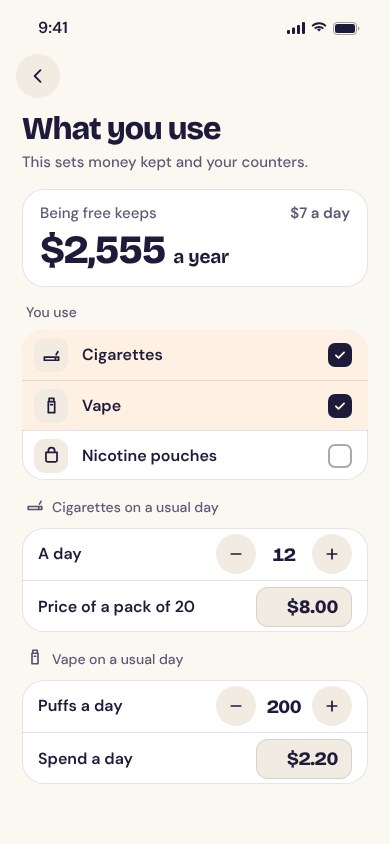 9:41
What you use
This sets money kept and your counters.
Being free keeps
$7 a day
$2,555 a year
You use
Cigarettes
Vape
Nicotine pouches
Cigarettes on a usual day
A day
− 12 +
Price of a pack of 20
$8.00
Vape on a usual day
Puffs a day
− 200 +
Spend a day
$2.20